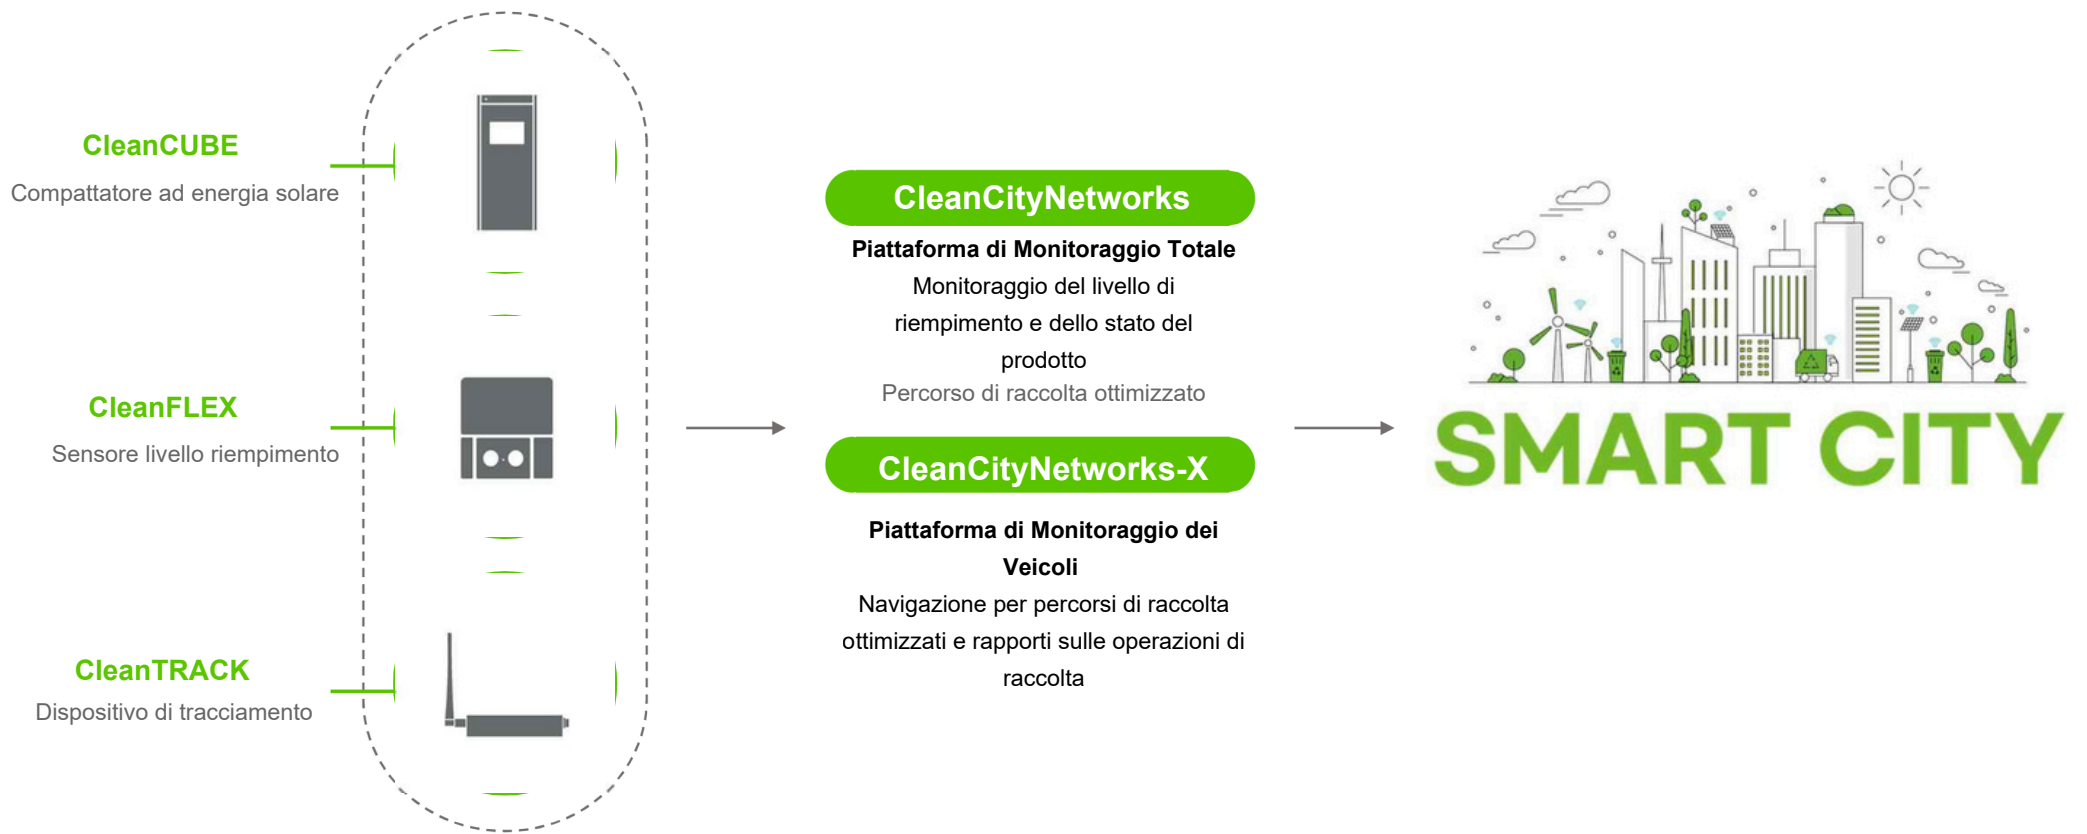 CleanCUBE
Compattatore ad energia solare
CleanFLEX
Sensore livello riempimento
CleanTRACK
Dispositivo di tracciamento
CleanCityNetworks
Piattaforma di Monitoraggio Totale
Monitoraggio del livello di
riempimento e dello stato del
prodotto
Percorso di raccolta ottimizzato
CleanCityNetworks-X
Piattaforma di Monitoraggio dei
Veicoli
Navigazione per percorsi di raccolta
ottimizzati e rapporti sulle operazioni di
raccolta
SMART CITY